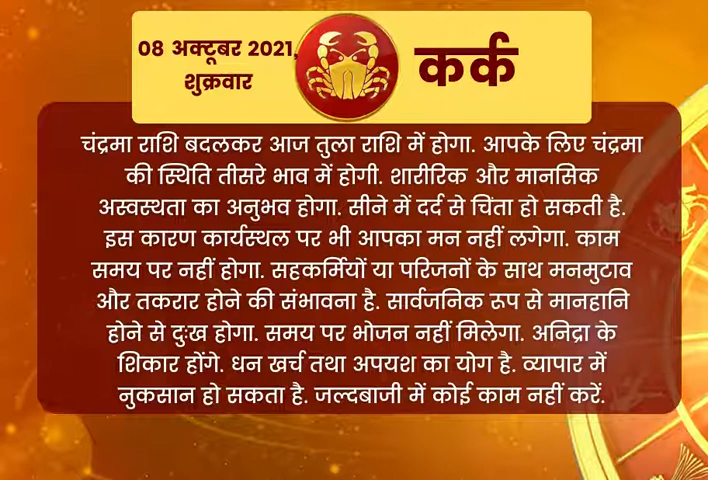 08 अक्टूबर 2021,
शुक्रवार
कर्क
चंद्रमा राशि बदलकर आज तुला राशि में होगा. आपके लिए चंद्रमा
की स्थिति तीसरे भाव में होगी. शारीरिक और मानसिक
अस्वस्थता का अनुभव होगा. सीने में दर्द से चिंता हो सकती है.
इस कारण कार्यस्थल पर भी आपका मन नहीं लगेगा. काम
समय पर नहीं होगा. सहकर्मियों या परिजनों के साथ मनमुटाव
और तकरार होने की संभावना है. सार्वजनिक रूप से मानहानि
होने से दुःख होगा. समय पर भोजन नहीं मिलेगा. अनिद्रा के
शिकार होंगे. धन खर्च तथा अपयश का योग है. व्यापार में
नुकसान हो सकता है. जल्दबाजी में कोई काम नहीं करें.